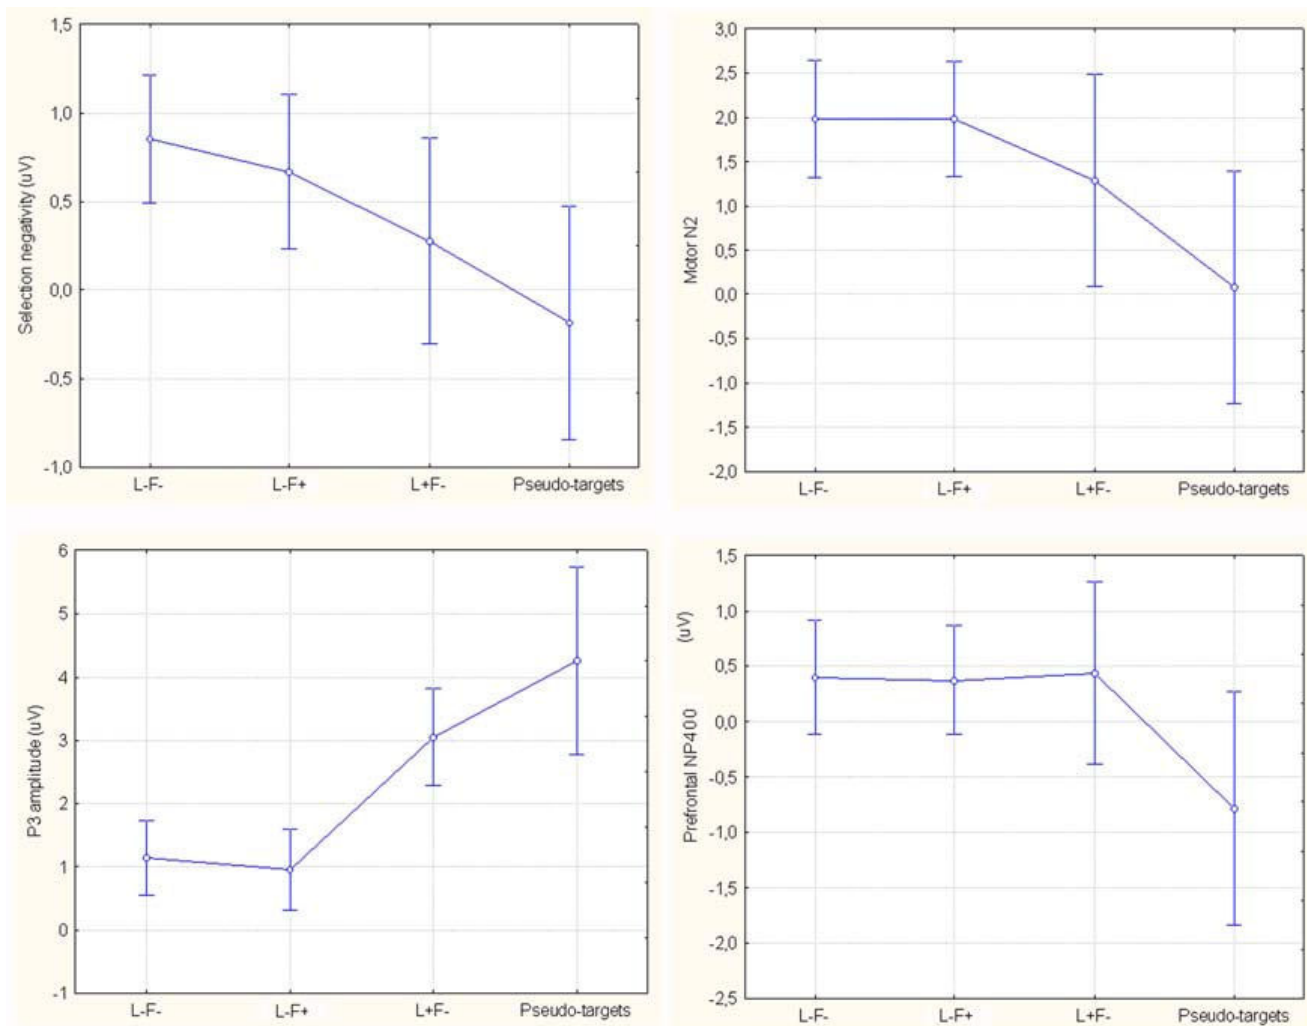 1,5
1,0
0,5
0,0
-0,5
-1,0
Selection negativity (uV)
L-F-
L-F+
L+F-
Pseudo-targets
3,0
2,5
2,0
1,5
1,0
0,5
0,0
-0,5
-1,0
-1,5
-2,0
Motor N2
L-F-
L-F+
L+F-
Pseudo-targets
6
5
4
3
2
1
0
-1
P3 amplitude (uV)
L-F-
L-F+
L+F-
Pseudo-targets
1,5
1,0
0,5
0,0
-0,5
-1,0
-1,5
-2,0
-2,5
Prefrontal NP400 (uV)
L-F-
L-F+
L+F-
Pseudo-targets